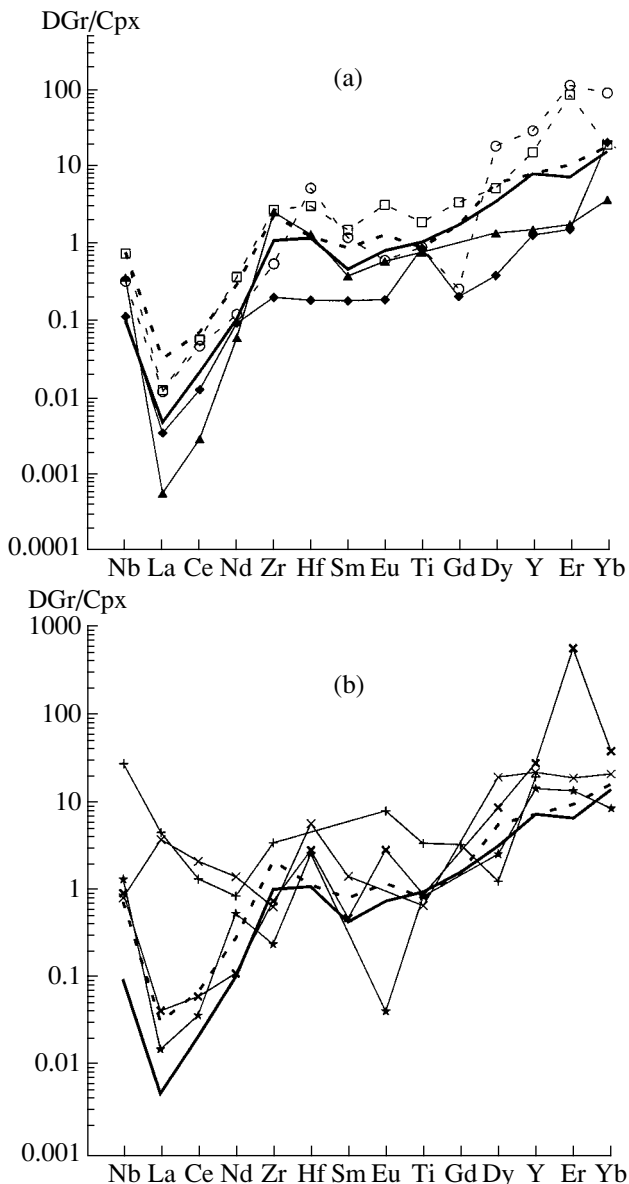 DGr/Cpx
(a)
100
10
1
0.1
0.01
0.001
0.0001
Nb La Ce Nd Zr Hf Sm Eu Ti Gd Dy Y Er Yb
DGr/Cpx
(b)
1000
100
10
1
0.1
0.01
0.001
Nb La Ce Nd Zr Hf Sm Eu Ti Gd Dy Y Er Yb